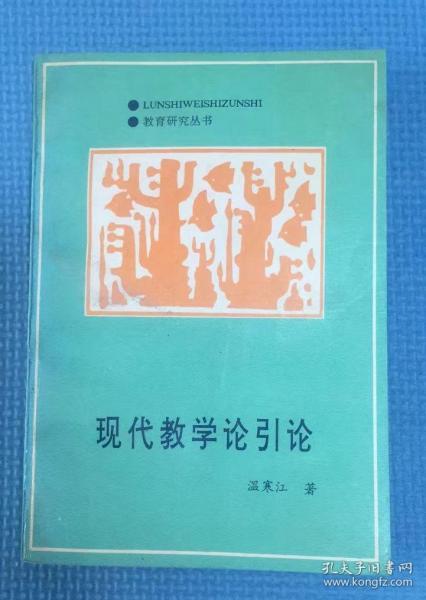 ● LUNSHIWEISHIZUNSHI
● 教育研究丛书
现代教学论引论
温寒江 著
孔夫子旧书网
www.kongfz.com